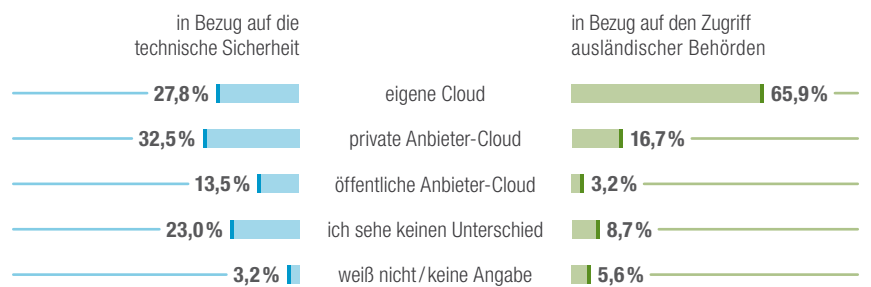 in Bezug auf die
technische Sicherheit
in Bezug auf den Zugriff
ausländischer Behörden
27,8 % eigene Cloud 65,9 %
32,5 % private Anbieter-Cloud 16,7 %
13,5 % öffentliche Anbieter-Cloud 3,2 %
23,0 % ich sehe keinen Unterschied 8,7 %
3,2 % weiß nicht / keine Angabe 5,6 %